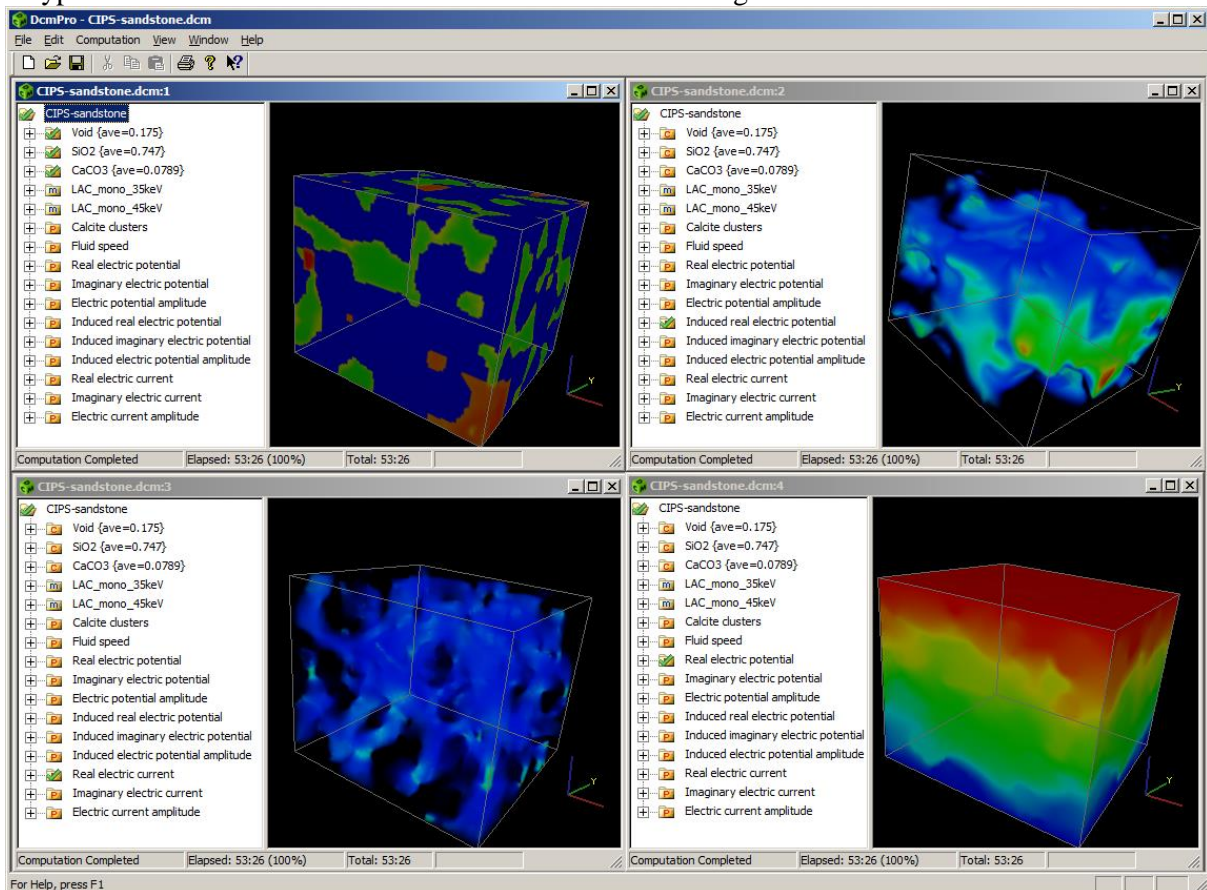 DcmPro - CIPS-sandstone.dcm
File Edit Computation View Window Help
CIPS-sandstone.dcm:1
CIPS-sandstone
Void {ave=0.175}
SiO2 {ave=0.747}
CaCO3 {ave=0.0789}
LAC_mono_35keV
LAC_mono_45keV
Calcite clusters
Fluid speed
Real electric potential
Imaginary electric potential
Electric potential amplitude
Induced real electric potential
Induced imaginary electric potential
Induced electric potential amplitude
Real electric current
Imaginary electric current
Electric current amplitude
Y
Computation Completed Elapsed: 53:26 (100%) Total: 53:26
CIPS-sandstone.dcm:2
CIPS-sandstone
Void {ave=0.175}
SiO2 {ave=0.747}
CaCO3 {ave=0.0789}
LAC_mono_35keV
LAC_mono_45keV
Calcite clusters
Fluid speed
Real electric potential
Imaginary electric potential
Electric potential amplitude
Induced real electric potential
Induced imaginary electric potential
Induced electric potential amplitude
Real electric current
Imaginary electric current
Electric current amplitude
Y
Computation Completed Elapsed: 53:26 (100%) Total: 53:26
CIPS-sandstone.dcm:3
CIPS-sandstone
Void {ave=0.175}
SiO2 {ave=0.747}
CaCO3 {ave=0.0789}
LAC_mono_35keV
LAC_mono_45keV
Calcite clusters
Fluid speed
Real electric potential
Imaginary electric potential
Electric potential amplitude
Induced real electric potential
Induced imaginary electric potential
Induced electric potential amplitude
Real electric current
Imaginary electric current
Electric current amplitude
Y
Computation Completed Elapsed: 53:26 (100%) Total: 53:26
CIPS-sandstone.dcm:4
CIPS-sandstone
Void {ave=0.175}
SiO2 {ave=0.747}
CaCO3 {ave=0.0789}
LAC_mono_35keV
LAC_mono_45keV
Calcite clusters
Fluid speed
Real electric potential
Imaginary electric potential
Electric potential amplitude
Induced real electric potential
Induced imaginary electric potential
Induced electric potential amplitude
Real electric current
Imaginary electric current
Electric current amplitude
Y
Computation Completed Elapsed: 53:26 (100%) Total: 53:26
For Help, press F1